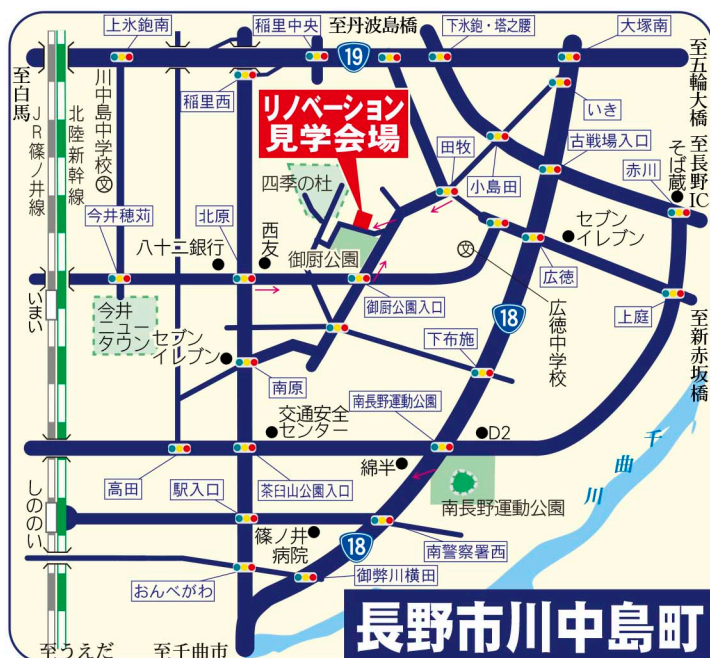 上氷鉋南
稲里中央
至丹波島橋
下氷鉋・塔之腰
大塚南
至白馬
19
至五輪大橋
JR篠ノ井線
北陸新幹線
川中島中学校
文
稲里西
いき
リノベーション
見学会場
田牧
古戦場入口
至長野IC
そば蔵
赤川
小島田
四季の杜
今井穂苅
北原
西友
八十二銀行
御厨公園
文
セブン
イレブン
広徳
いまい
御厨公園入口
広徳中学校
上庭
今井
ニュー
タウン
セブン
イレブン
18
下布施
至新赤坂橋
南原
南長野運動公園
交通安全
センター
D2
千曲川
綿半
しののい
高田
駅入口
茶臼山公園入口
南長野運動公園
篠ノ井
病院
18
南警察署西
おんべがわ
御弊川横田
長野市川中島町
至うえだ
至千曲市